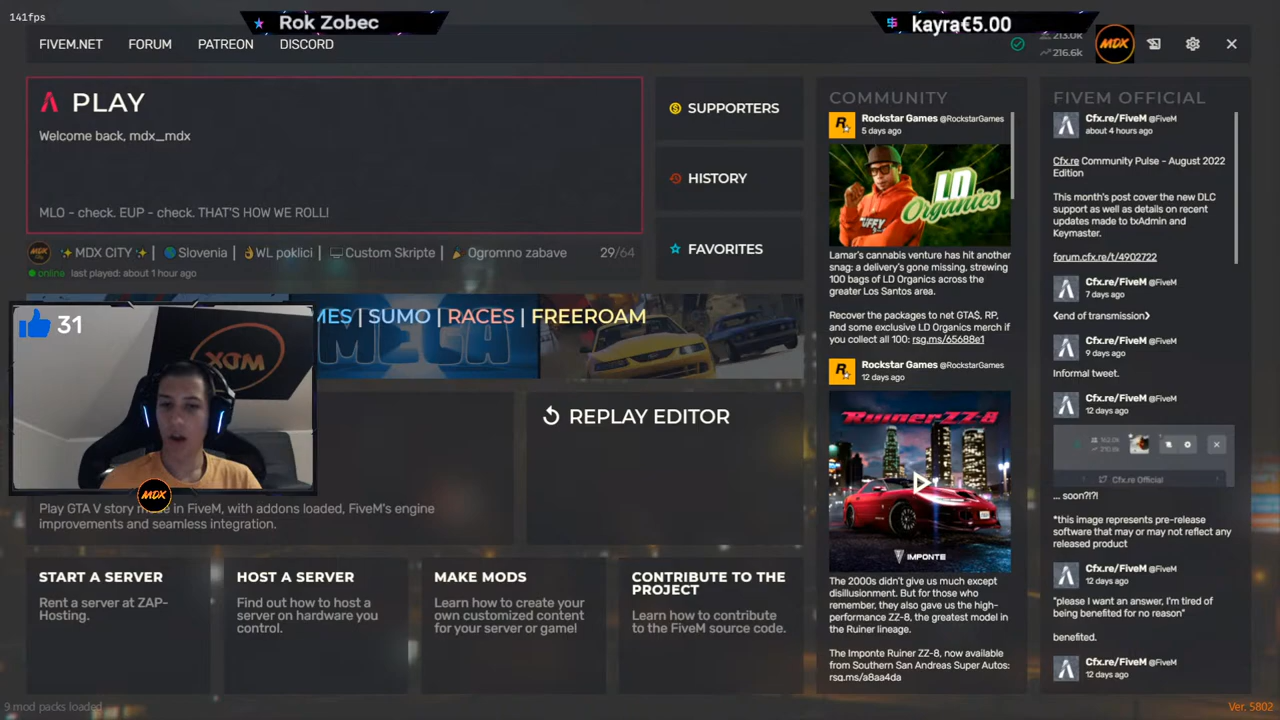 141fps
Rok Zobec
kayra€5.00
FIVEM.NET
FORUM
PATREON
DISCORD
213.0k
216.6k
MDX
PLAY
Welcome back, mdx_mdx
MLO - check. EUP - check. THAT'S HOW WE ROLL!
MDX CITY | Slovenia | WL poklici | Custom Skripte | Ogromno zabave 29/64
online last played: about 1 hour ago
SUPPORTERS
HISTORY
FAVORITES
MES | SUMO | RACES | FREEROAM
MEGA
31
MDX
MDX
REPLAY EDITOR
Play GTA V story mode in FiveM, with addons loaded, FiveM's engine
improvements and seamless integration.
START A SERVER
Rent a server at ZAP-
Hosting.
HOST A SERVER
Find out how to host a
server on hardware you
control.
MAKE MODS
Learn how to create your
own customized content
for your server or game!
CONTRIBUTE TO THE
PROJECT
Learn how to contribute
to the FiveM source code.
COMMUNITY
Rockstar Games @RockstarGames
5 days ago
LD
Organics
Lamar's cannabis venture has hit another
snag: a delivery's gone missing, strewing
100 bags of LD Organics across the
greater Los Santos area.
Recover the packages to net GTA$, RP,
and some exclusive LD Organics merch if
you collect all 100: rsg.ms/65688e1
Rockstar Games @RockstarGames
12 days ago
Ruiner ZZ-8
IMPONTE
The 2000s didn't give us much except
disillusionment. But for those who
remember, they also gave us the high-
performance ZZ-8, the greatest model in
the Ruiner lineage.
The Imponte Ruiner ZZ-8, now available
from Southern San Andreas Super Autos:
rsg.ms/a8aa4da
FIVEM OFFICIAL
Cfx.re/FiveM @FiveM
about 4 hours ago
Cfx.re Community Pulse - August 2022
Edition
This month's post cover the new DLC
support as well as details on recent
updates made to txAdmin and
Keymaster.
forum.cfx.re/t/4902722
Cfx.re/FiveM @FiveM
7 days ago
<end of transmission>
Cfx.re/FiveM @FiveM
9 days ago
Informal tweet.
Cfx.re/FiveM @FiveM
12 days ago
Cfx.re Official
... soon?!?!
*this image represents pre-release
software that may or may not reflect any
released product
Cfx.re/FiveM @FiveM
12 days ago
"please I want an answer, I'm tired of
being benefited for no reason"
benefited.
Cfx.re/FiveM @FiveM
12 days ago
9 mod packs loaded
Ver. 5802